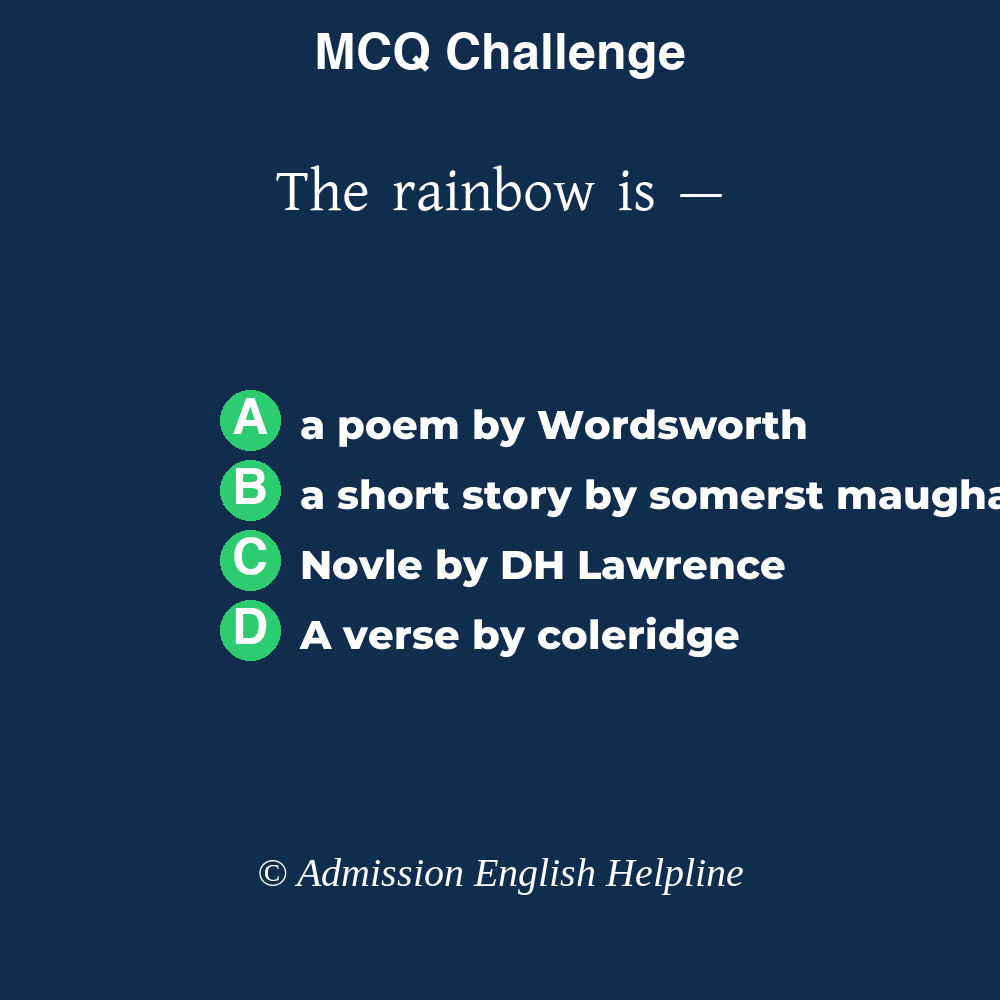 MCQ Challenge
The rainbow is —
A a poem by Wordsworth
B a short story by somerst maugha
C Novle by DH Lawrence
D A verse by coleridge
© Admission English Helpline